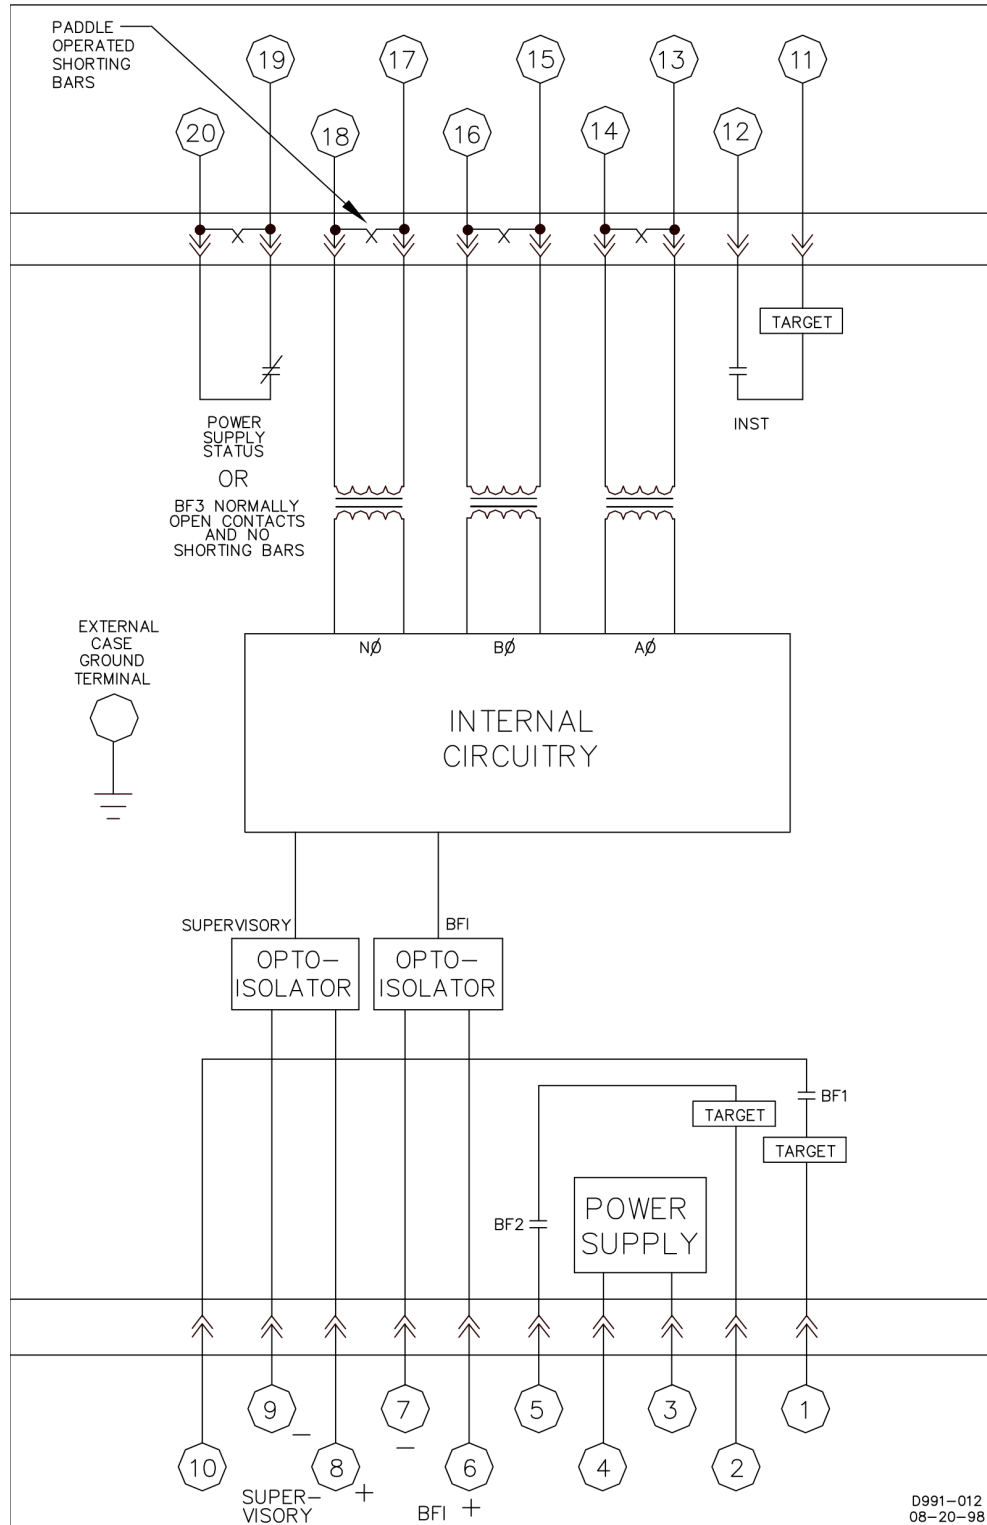 PADDLE
OPERATED
SHORTING
BARS
19
17
15
13
11
20
18
16
14
12
TARGET
POWER
SUPPLY
STATUS
OR
BF3 NORMALLY
OPEN CONTACTS
AND NO
SHORTING BARS
INST
EXTERNAL
CASE
GROUND
TERMINAL
NØ
BØ
AØ
INTERNAL
CIRCUITRY
SUPERVISORY
BFI
OPTO-
ISOLATOR
OPTO-
ISOLATOR
BF1
TARGET
TARGET
BF2
POWER
SUPPLY
9
7
5
3
1
−
−
10
8
6
4
2
+
+
SUPER-
VISORY
BFI
D991-012
08-20-98